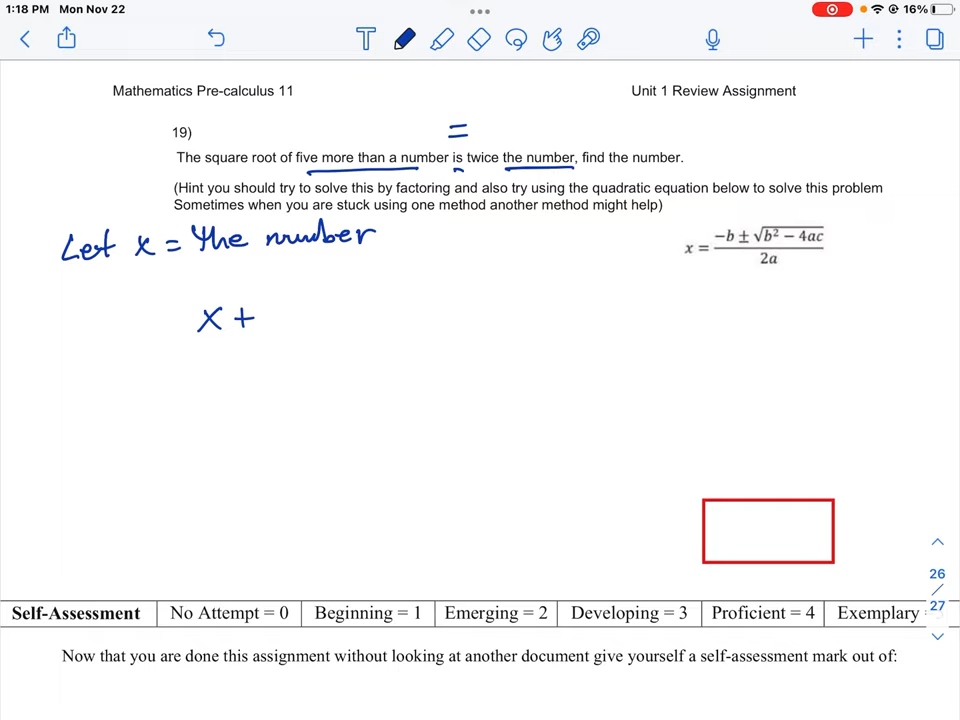 1:18 PM Mon Nov 22
16%
Mathematics Pre-calculus 11 Unit 1 Review Assignment
=
19)
The square root of five more than a number is twice the number, find the number.
(Hint you should try to solve this by factoring and also try using the quadratic equation below to solve this problem
Sometimes when you are stuck using one method another method might help)
Let x = the number
x = (-b ± √(b² - 4ac)) / 2a
x +
26
/
27
Self-Assessment No Attempt = 0 Beginning = 1 Emerging = 2 Developing = 3 Proficient = 4 Exemplary
Now that you are done this assignment without looking at another document give yourself a self-assessment mark out of: